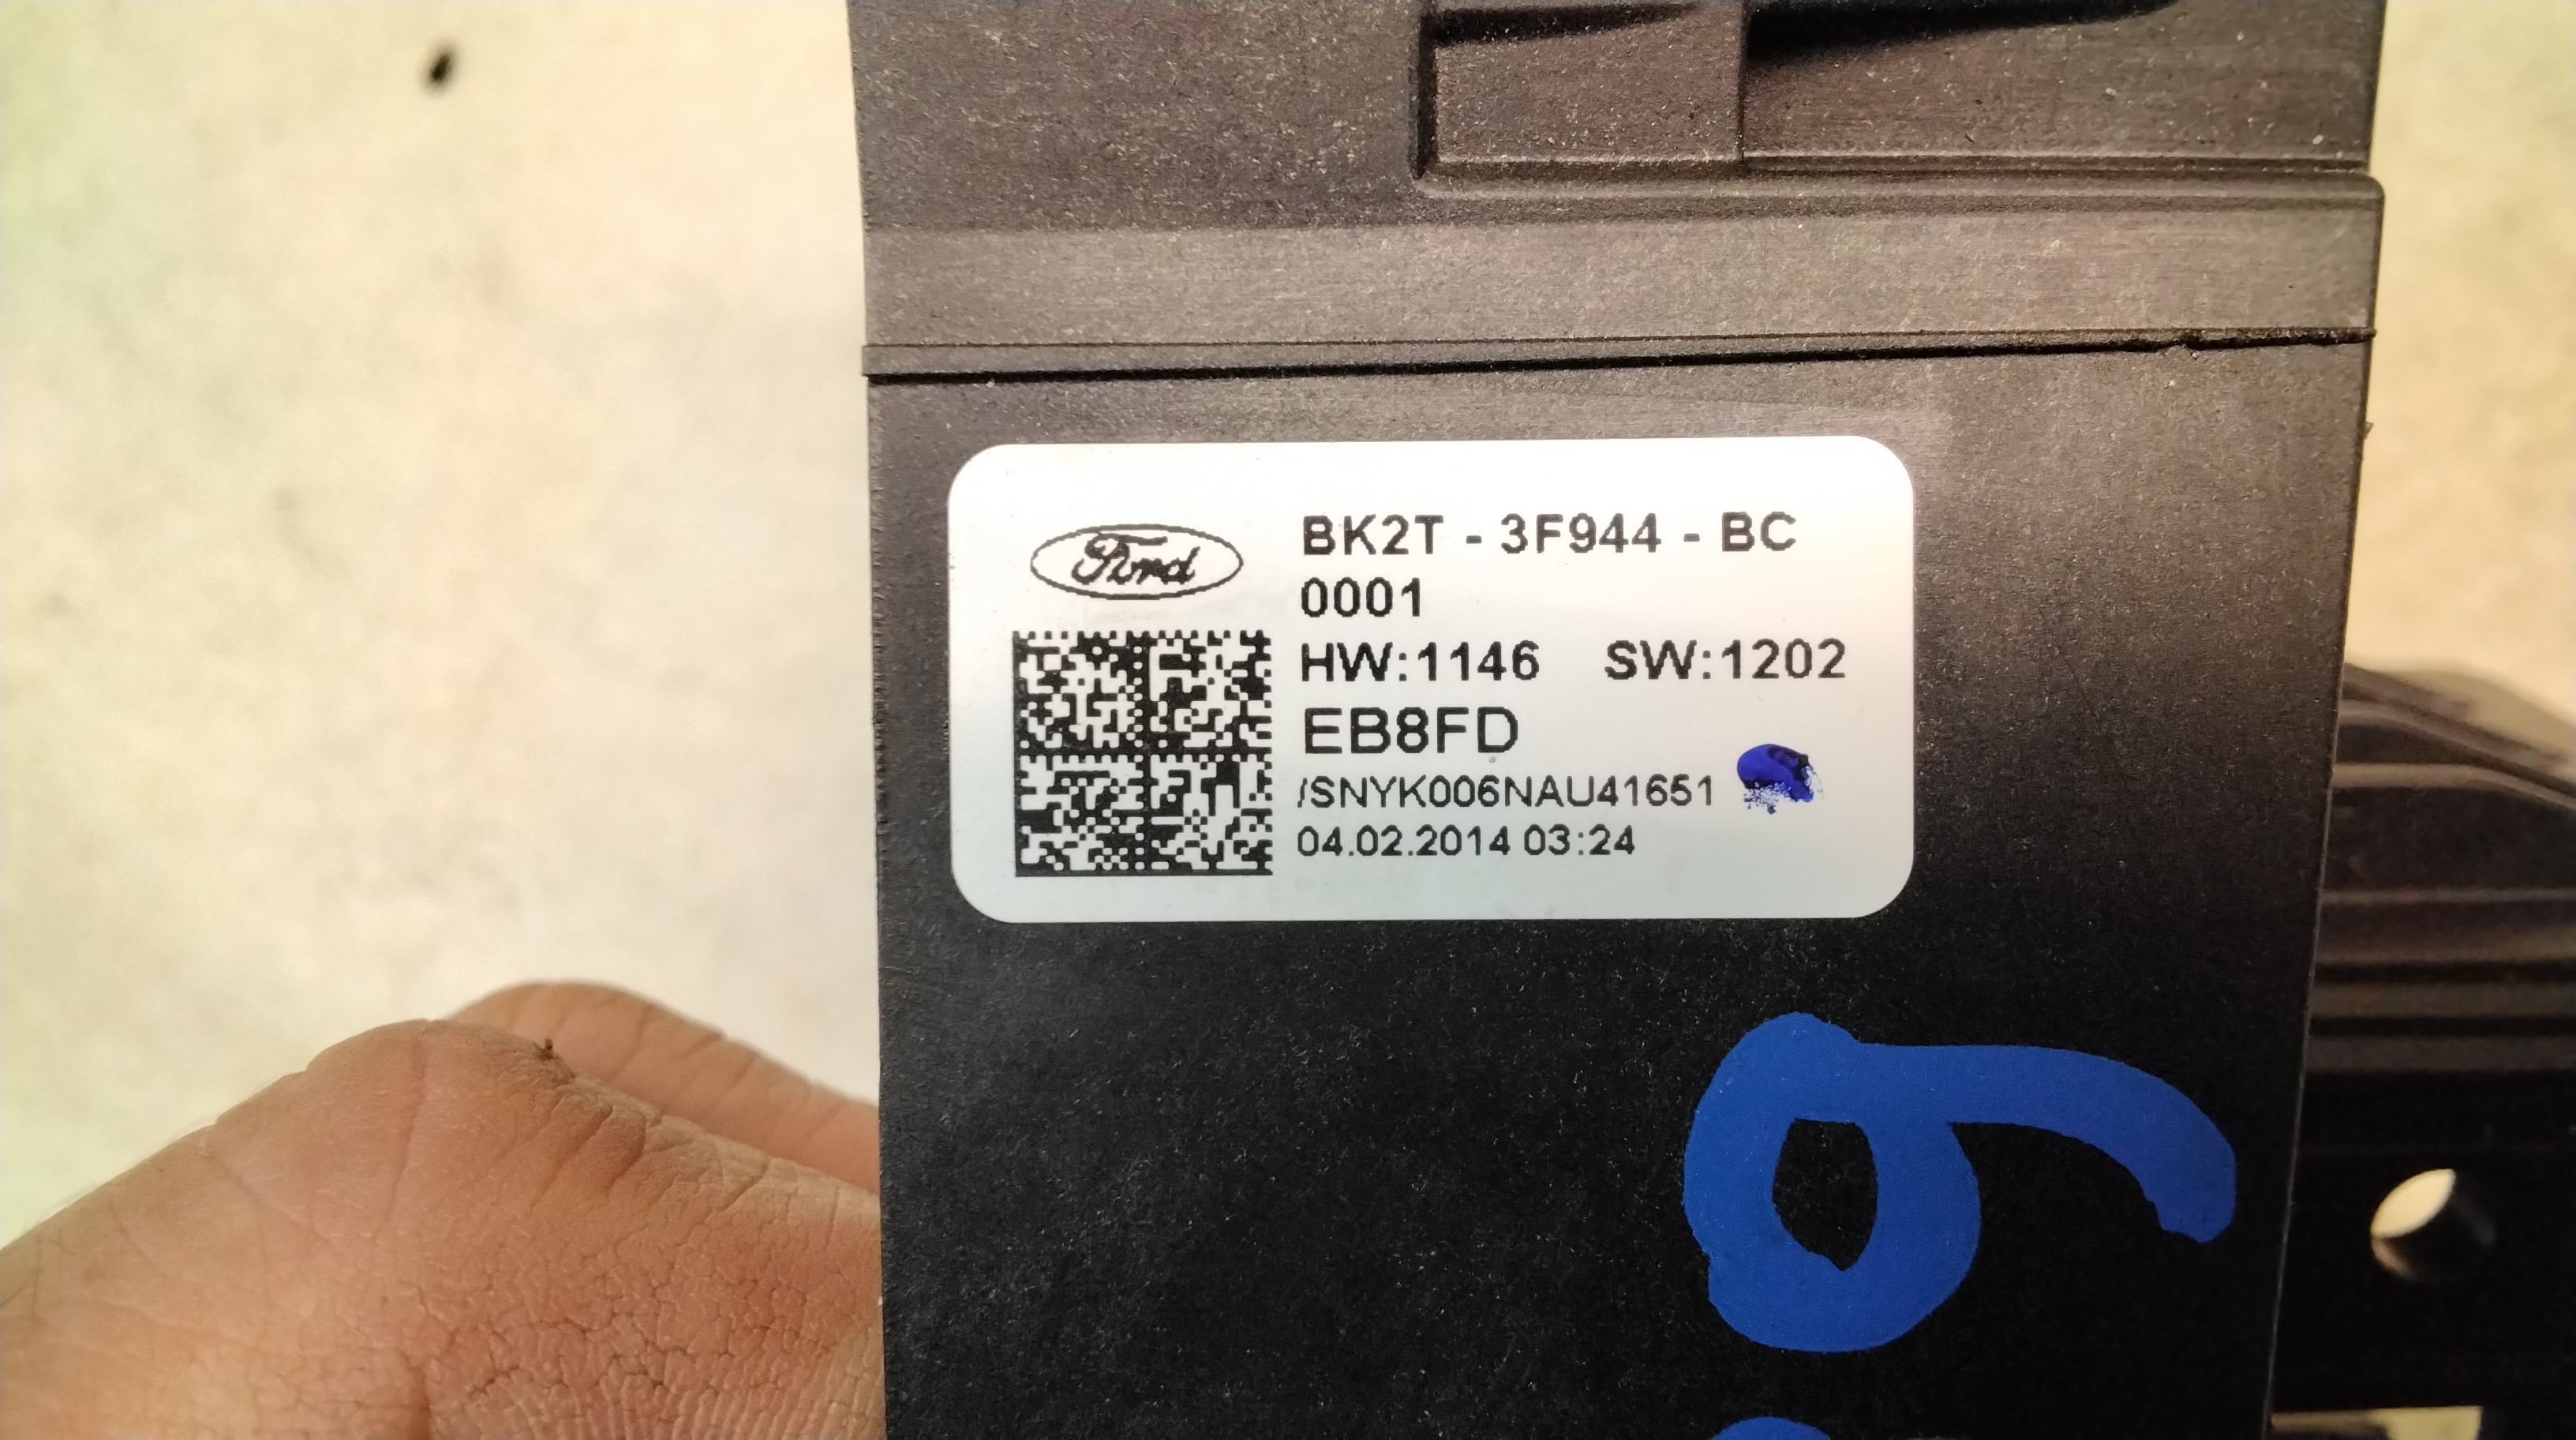 Ford
BK2T - 3F944 - BC
0001
HW:1146 SW:1202
EB8FD
/SNYK006NAU41651
04.02.2014 03:24